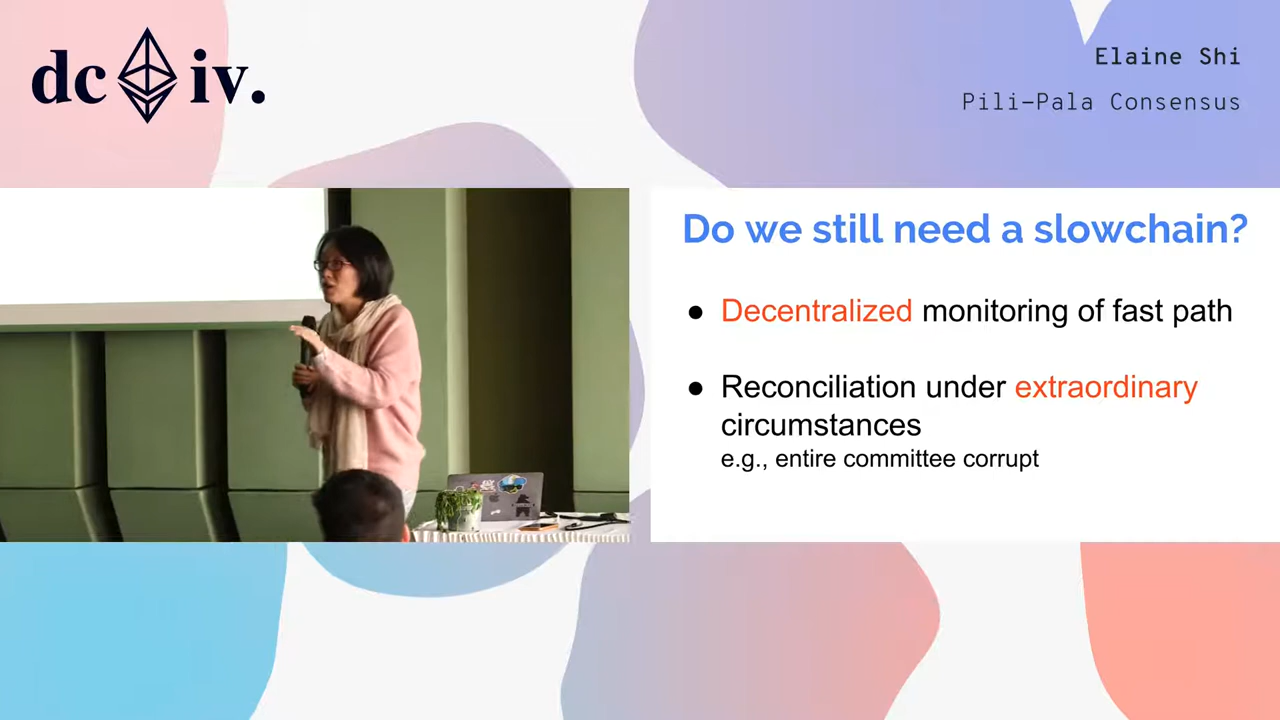 dc iv.
Elaine Shi
Pili-Pala Consensus
Do we still need a slowchain?
● Decentralized monitoring of fast path
● Reconciliation under extraordinary
circumstances
e.g., entire committee corrupt